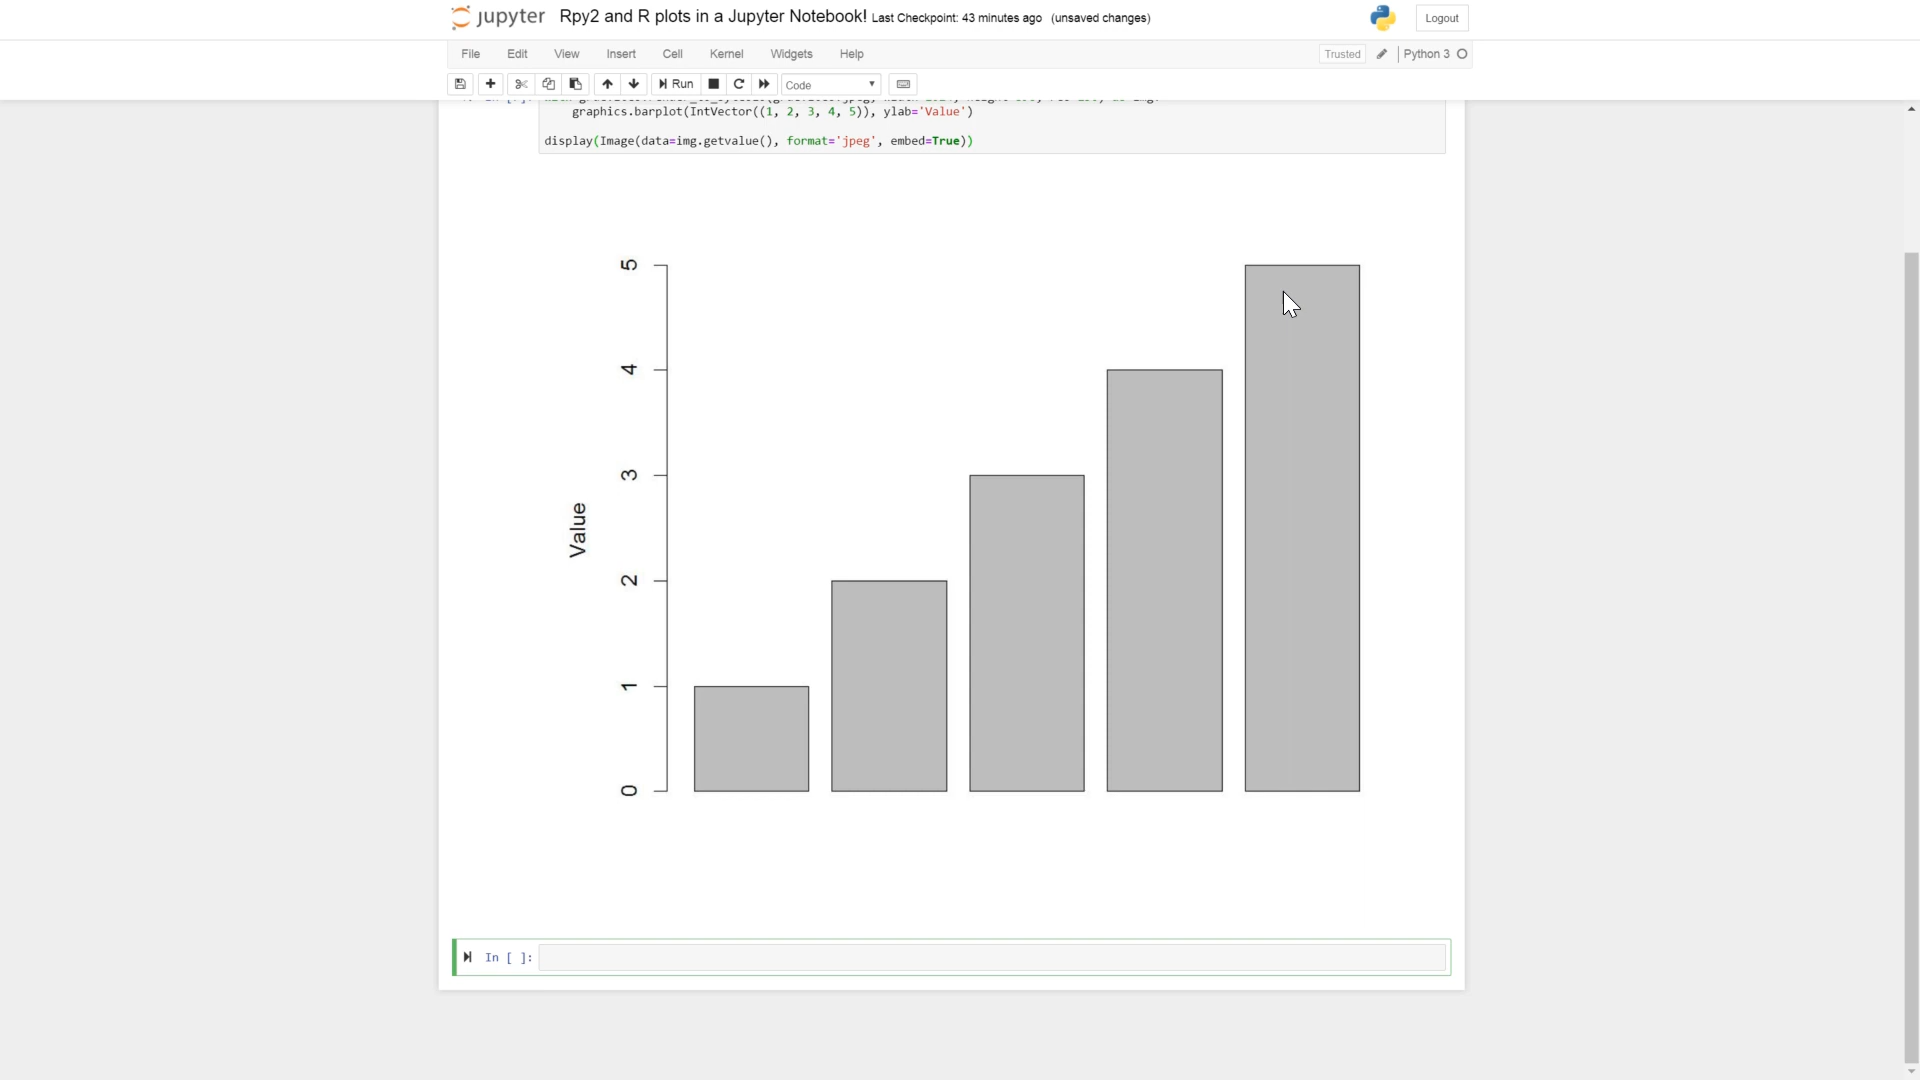 jupyter Rpy2 and R plots in a Jupyter Notebook! Last Checkpoint: 43 minutes ago (unsaved changes) Logout
File Edit View Insert Cell Kernel Widgets Help Trusted Python 3
Run Code
graphics.barplot(IntVector((1, 2, 3, 4, 5)), ylab='Value')
display(Image(data=img.getvalue(), format='jpeg', embed=True))
5
4
3
Value
2
1
0
In [ ]: